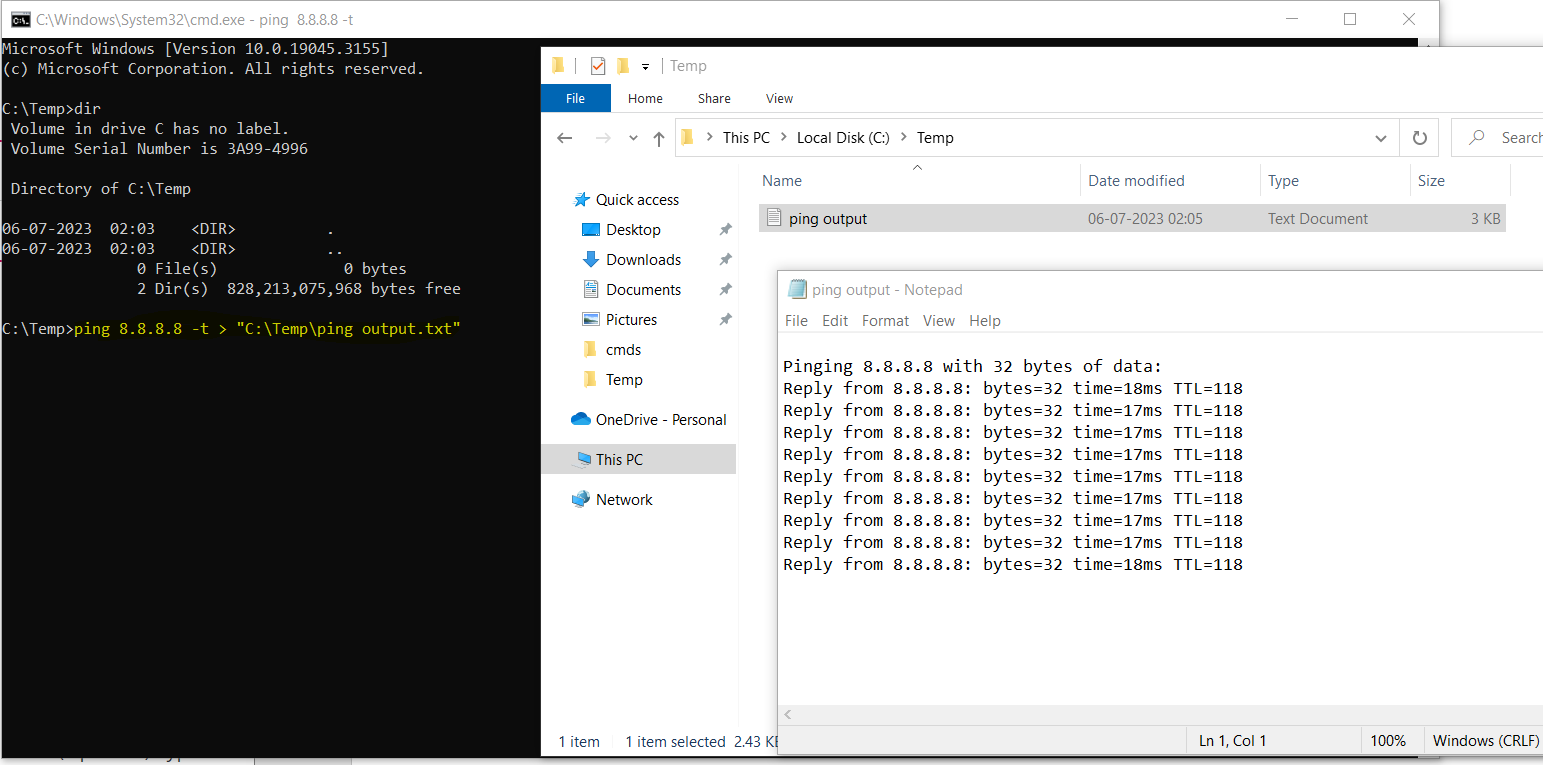 C:\Windows\System32\cmd.exe - ping  8.8.8.8 -t
Microsoft Windows [Version 10.0.19045.3155]
(c) Microsoft Corporation. All rights reserved.
C:\Temp>dir
 Volume in drive C has no label.
 Volume Serial Number is 3A99-4996
 Directory of C:\Temp
06-07-2023  02:03    <DIR>          .
06-07-2023  02:03    <DIR>          ..
               0 File(s)              0 bytes
               2 Dir(s)  828,213,075,968 bytes free
C:\Temp>ping 8.8.8.8 -t > "C:\Temp\ping output.txt"
Temp
File Home Share View
This PC > Local Disk (C:) > Temp
Search
Name Date modified Type Size
ping output 06-07-2023 02:05 Text Document 3 KB
Quick access
Desktop
Downloads
Documents
Pictures
cmds
Temp
OneDrive - Personal
This PC
Network
1 item 1 item selected 2.43 KB
ping output - Notepad
File Edit Format View Help
Pinging 8.8.8.8 with 32 bytes of data:
Reply from 8.8.8.8: bytes=32 time=18ms TTL=118
Reply from 8.8.8.8: bytes=32 time=17ms TTL=118
Reply from 8.8.8.8: bytes=32 time=17ms TTL=118
Reply from 8.8.8.8: bytes=32 time=17ms TTL=118
Reply from 8.8.8.8: bytes=32 time=17ms TTL=118
Reply from 8.8.8.8: bytes=32 time=17ms TTL=118
Reply from 8.8.8.8: bytes=32 time=17ms TTL=118
Reply from 8.8.8.8: bytes=32 time=17ms TTL=118
Reply from 8.8.8.8: bytes=32 time=18ms TTL=118
Ln 1, Col 1 100% Windows (CRLF)